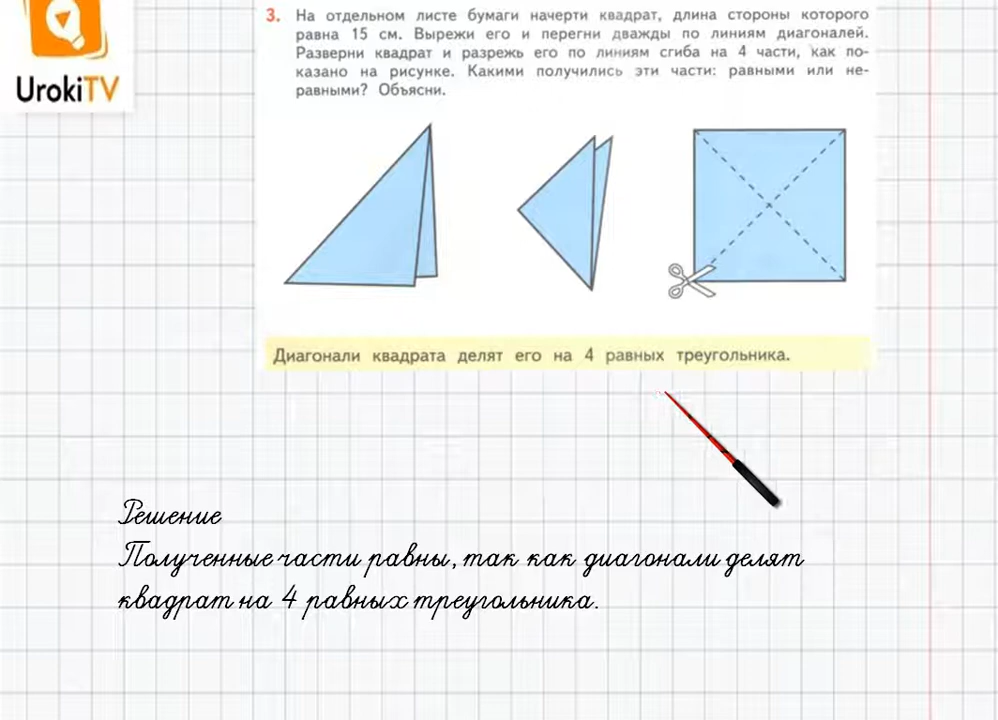 UrokiTV
3. На отдельном листе бумаги начерти квадрат, длина стороны которого
равна 15 см. Вырежи его и перегни дважды по линиям диагоналей.
Разверни квадрат и разрежь его по линиям сгиба на 4 части, как по-
казано на рисунке. Какими получились эти части: равными или не-
равными? Объясни.
Диагонали квадрата делят его на 4 равных треугольника.
Решение
Полученные части равны, так как диагонали делят
квадрат на 4 равных треугольника.